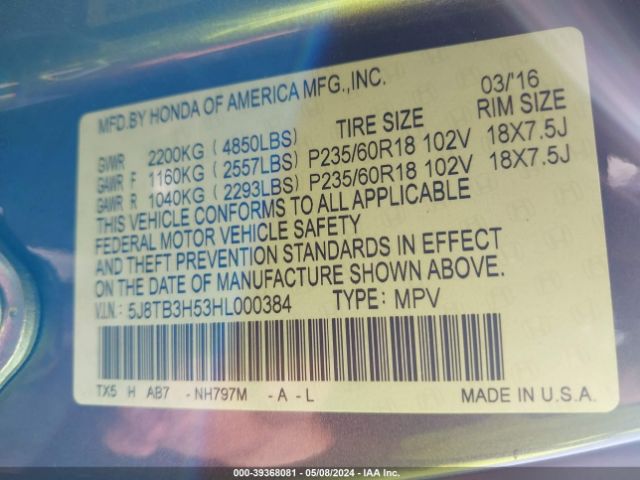 MFD.BY HONDA OF AMERICA MFG.,INC. 03/'16
TIRE SIZE RIM SIZE
GVWR 2200KG ( 4850LBS)
GAWR F 1160KG ( 2557LBS) P235/60R18 102V 18X7.5J
GAWR R 1040KG ( 2293LBS) P235/60R18 102V 18X7.5J
THIS VEHICLE CONFORMS TO ALL APPLICABLE
FEDERAL MOTOR VEHICLE SAFETY
AND THEFT PREVENTION STANDARDS IN EFFECT
ON THE DATE OF MANUFACTURE SHOWN ABOVE.
V.I.N.: 5J8TB3H53HL000384 TYPE: MPV
TX5 H AB7 - NH797M - A - L MADE IN U.S.A.
000-39368081 - 05/08/2024 - IAA Inc.